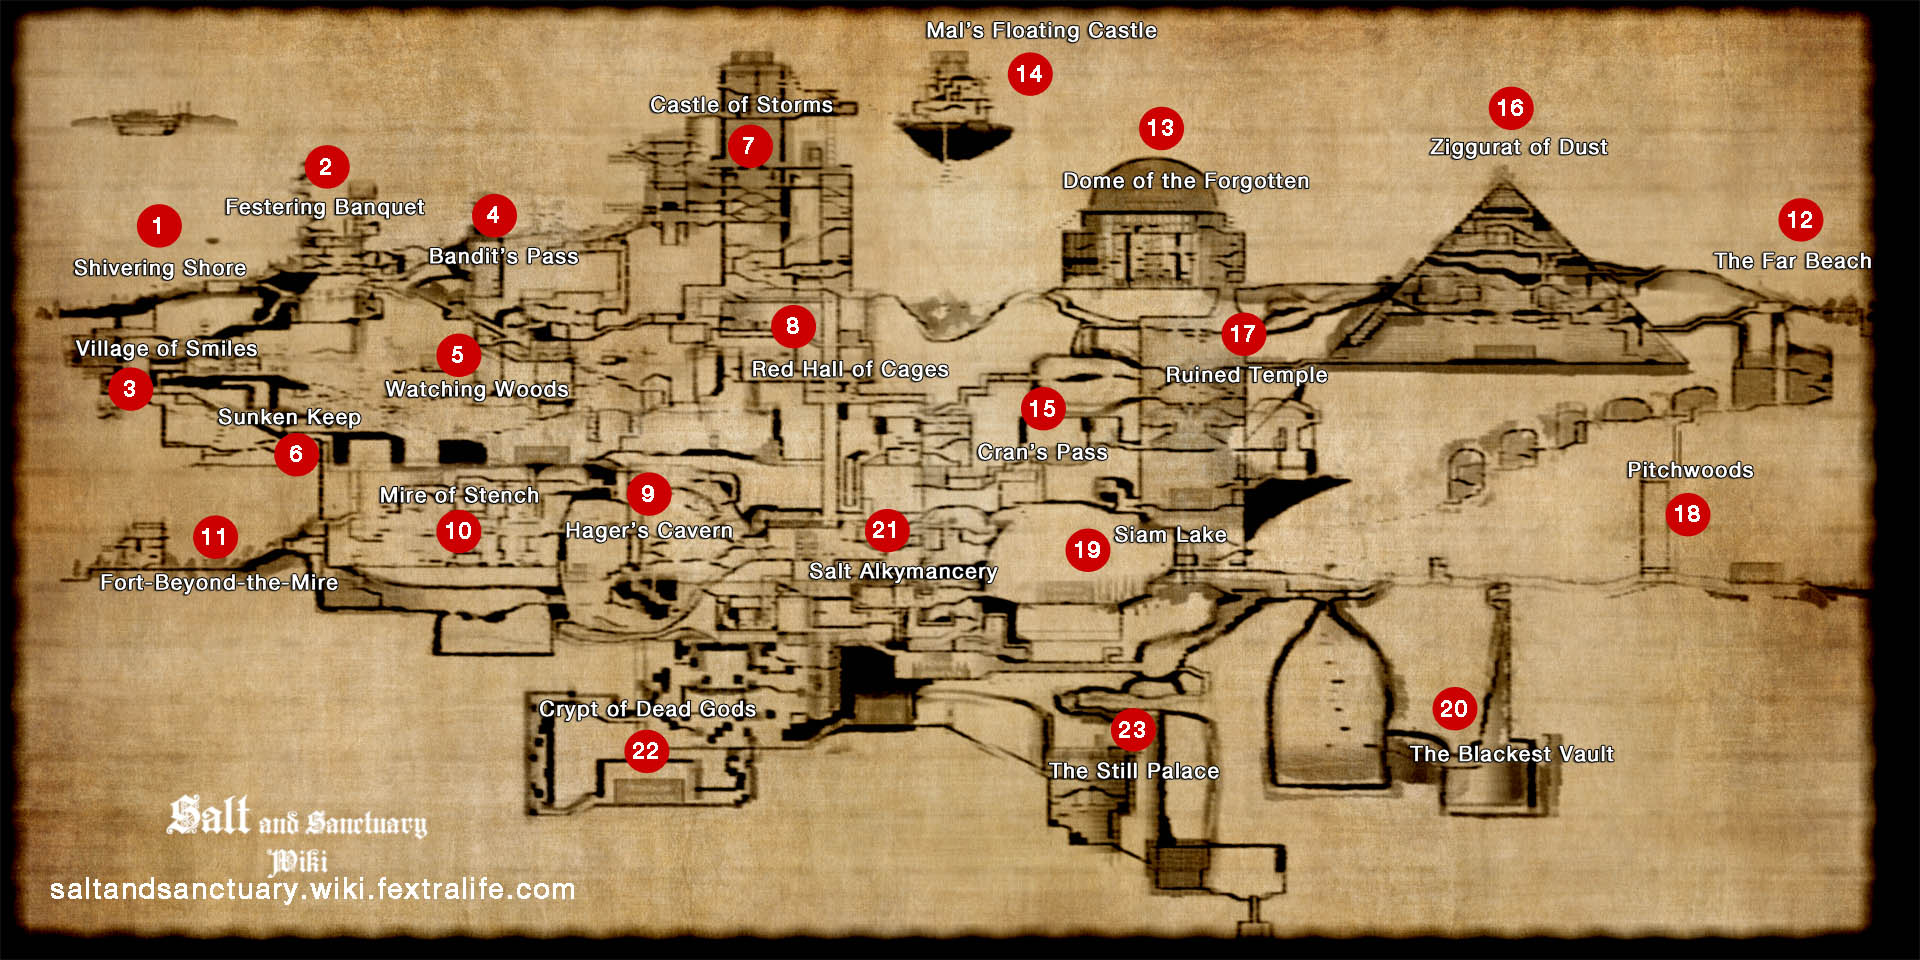 Mal's Floating Castle
14
Castle of Storms
7
13
Dome of the Forgotten
16
Ziggurat of Dust
2
Festering Banquet
4
Bandit's Pass
1
Shivering Shore
12
The Far Beach
Village of Smiles
3
5
Watching Woods
8
Red Hall of Cages
17
Ruined Temple
Sunken Keep
6
15
Cran's Pass
Pitchwoods
18
Mire of Stench
10
9
Hager's Cavern
21
Salt Alkymancery
19
Siam Lake
11
Fort-Beyond-the-Mire
Crypt of Dead Gods
22
23
The Still Palace
20
The Blackest Vault
Salt and Sanctuary
Wiki
saltandsanctuary.wiki.fextralife.com